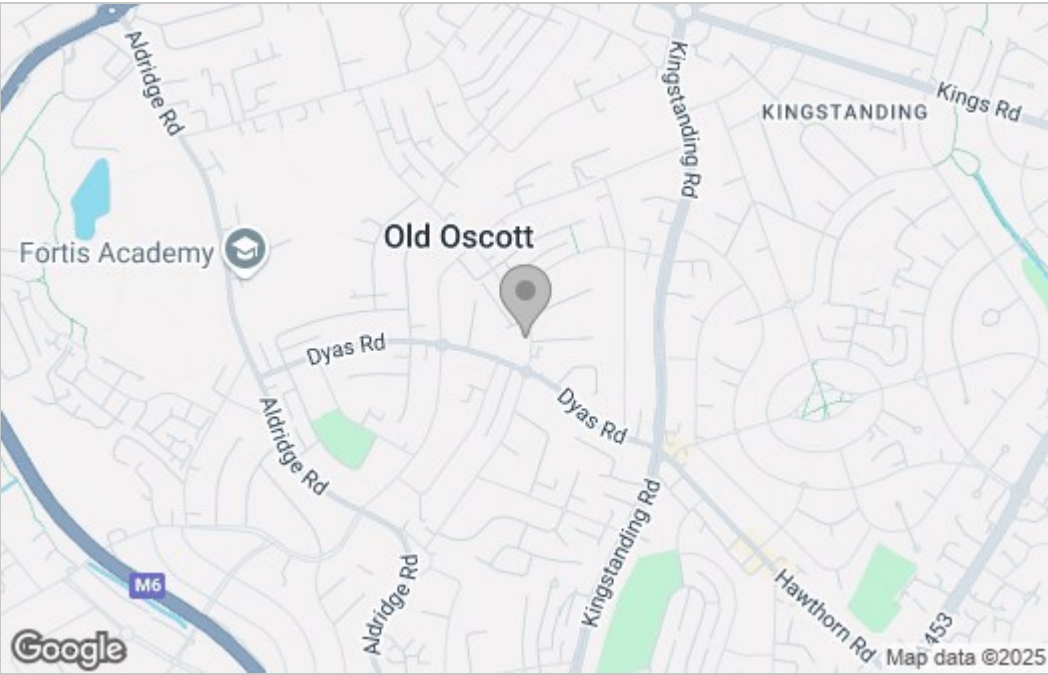 Aldridge Rd
Kingstanding Rd
KINGSTANDING
Kings Rd
Old Oscott
Fortis Academy
Dyas Rd
Dyas Rd
Aldridge Rd
Kingstanding Rd
Aldridge Rd
M6
Hawthorn Rd
453
Google
Map data ©2025